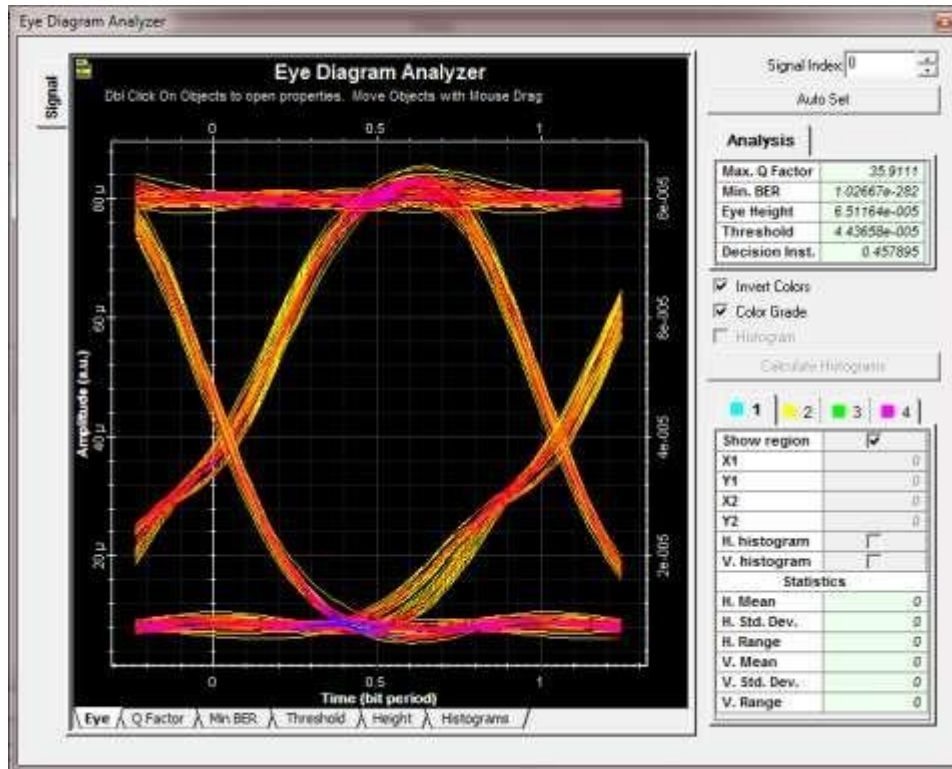 Eye Diagram Analyzer
Signal
Eye Diagram Analyzer
Dbl Click On Objects to open properties. Move Objects with Mouse Drag
0 0.5 1
80 µ
60 µ
40 µ
20 µ
Amplitude (a.u.)
8e-005
6e-005
4e-005
2e-005
0 0.5 1
Time (bit period)
Eye Q Factor Min BER Threshold Height Histograms
Signal Index: 0
Auto Set
Analysis
Max. Q Factor 35.9111
Min. BER 1.02667e-282
Eye Height 6.51164e-005
Threshold 4.43658e-005
Decision Inst. 0.457895
Invert Colors
Color Grade
Histogram
Calculate Histograms
1 2 3 4
Show region
X1 0
Y1 0
X2 0
Y2 0
H. histogram
V. histogram
Statistics
H. Mean 0
H. Std. Dev. 0
H. Range 0
V. Mean 0
V. Std. Dev. 0
V. Range 0